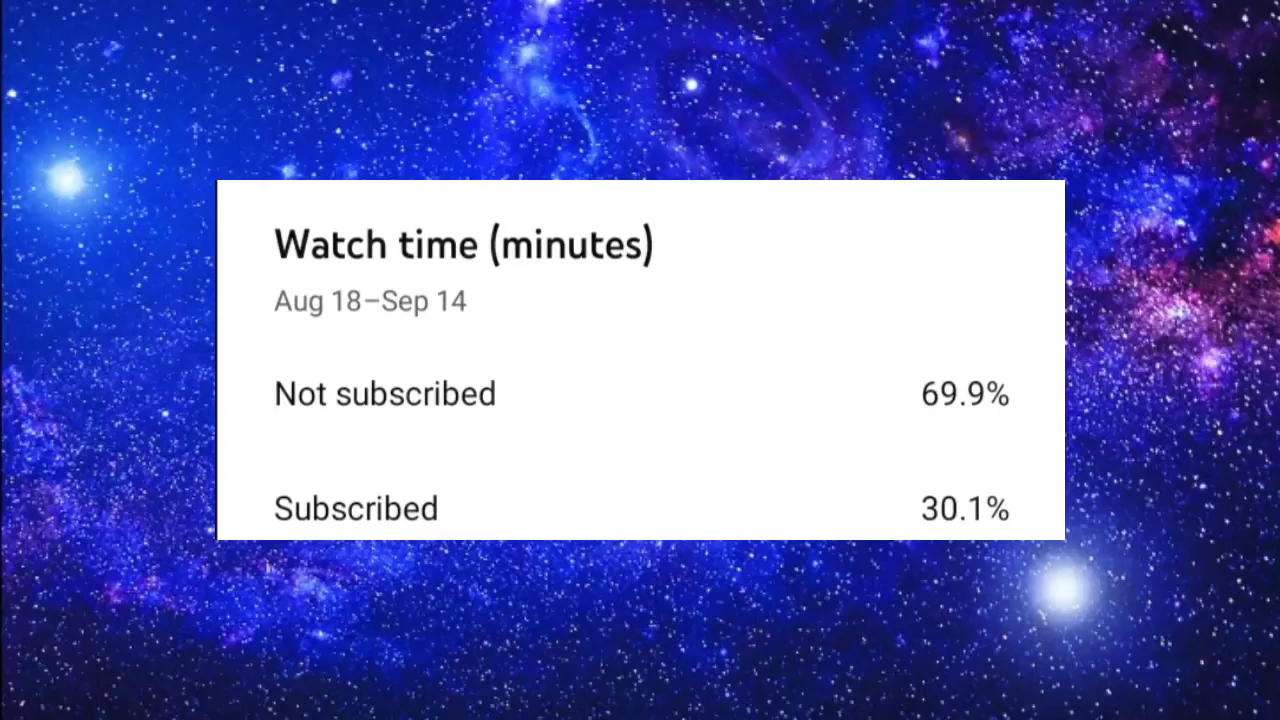 Watch time (minutes)
Aug 18–Sep 14
Not subscribed 69.9%
Subscribed 30.1%